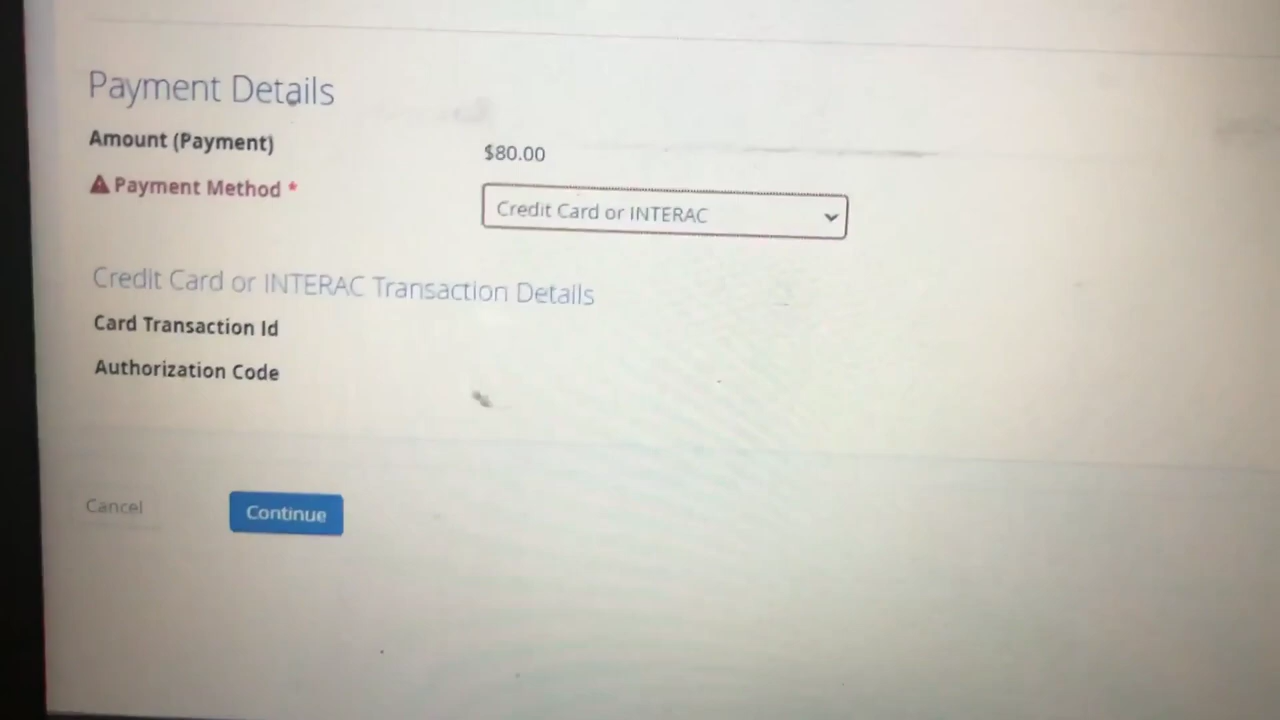 Payment Details
Amount (Payment)
$80.00
Payment Method *
Credit Card or INTERAC
Credit Card or INTERAC Transaction Details
Card Transaction Id
Authorization Code
Cancel
Continue